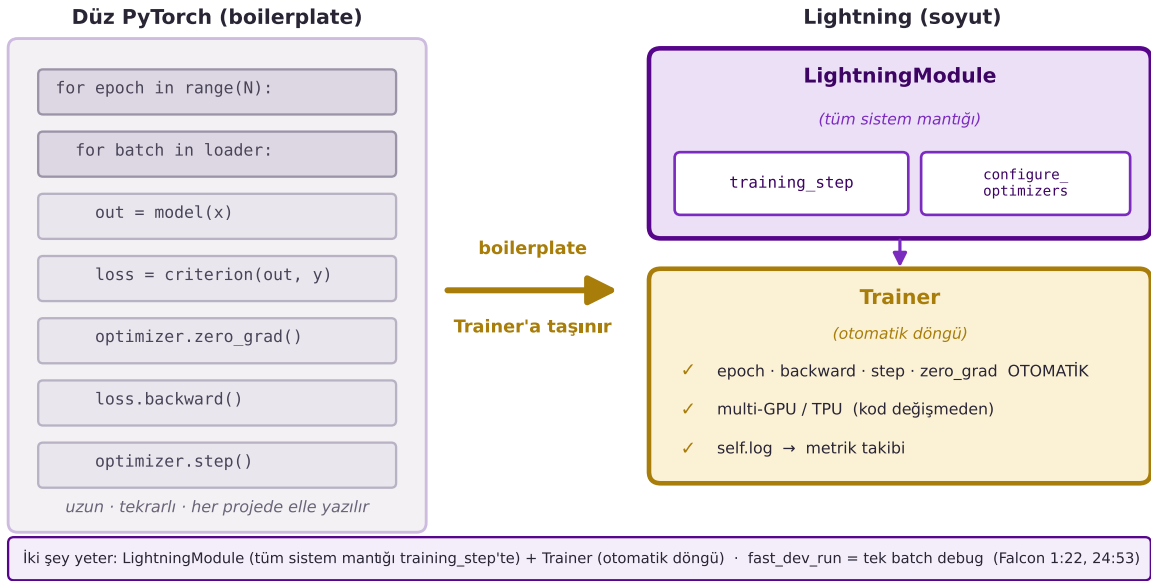 Düz PyTorch (boilerplate)
for epoch in range(N):
for batch in loader:
out = model(x)
loss = criterion(out, y)
optimizer.zero_grad()
loss.backward()
optimizer.step()
uzun · tekrarlı · her projede elle yazılır
boilerplate
Trainer'a taşınır
Lightning (soyut)
LightningModule
(tüm sistem mantığı)
training_step
configure_
optimizers
Trainer
(otomatik döngü)
✓ epoch · backward · step · zero_grad OTOMATİK
✓ multi-GPU / TPU (kod değişmeden)
✓ self.log → metrik takibi
İki şey yeter: LightningModule (tüm sistem mantığı training_step'te) + Trainer (otomatik döngü) · fast_dev_run = tek batch debug (Falcon 1:22, 24:53)